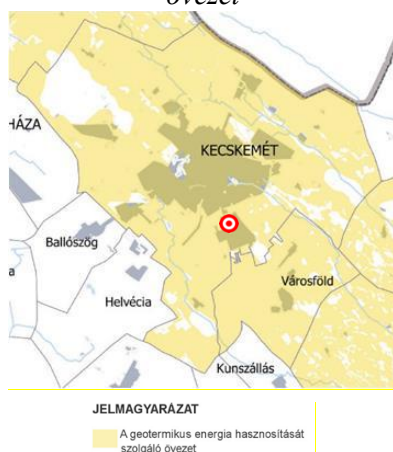 övezet
HÁZA
KECSKEMÉT
Ballószög
a
Helvécia
Városföld
Kunszállás
JELMAGYARÁZAT
A geotermikus energia hasznosítását
szolgáló övezet